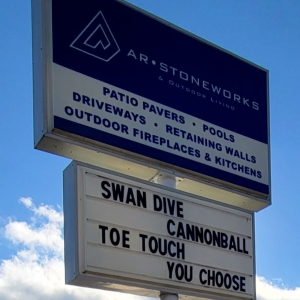 AR•STONEWORKS
& Outdoor Living
PATIO PAVERS • POOLS
DRIVEWAYS • RETAINING WALLS
OUTDOOR FIREPLACES & KITCHENS
SWAN DIVE
CANNONBALL
TOE TOUCH
YOU CHOOSE